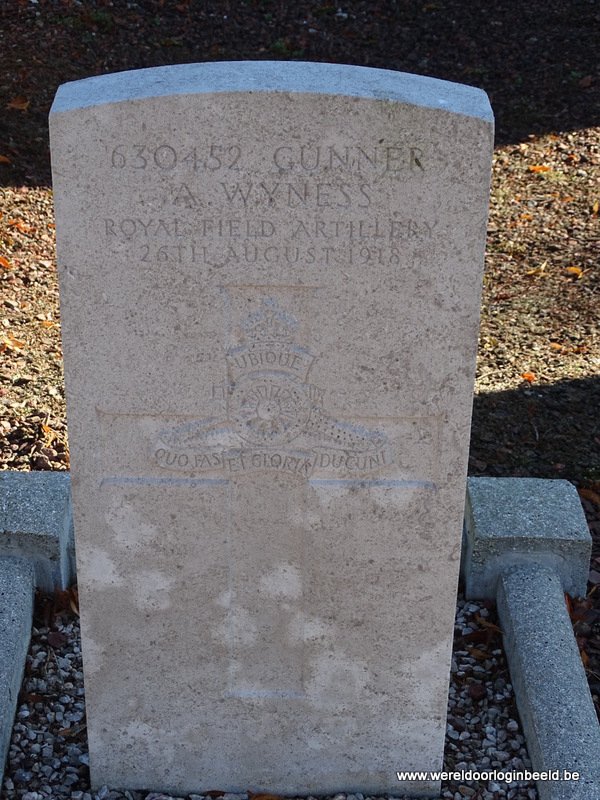 630452 GUNNER
A. WYNESS
ROYAL FIELD ARTILLERY
26TH AUGUST 1918
UBIQUE
QUO FAS ET GLORIA DUCUNT
www.wereldoorloginbeeld.be